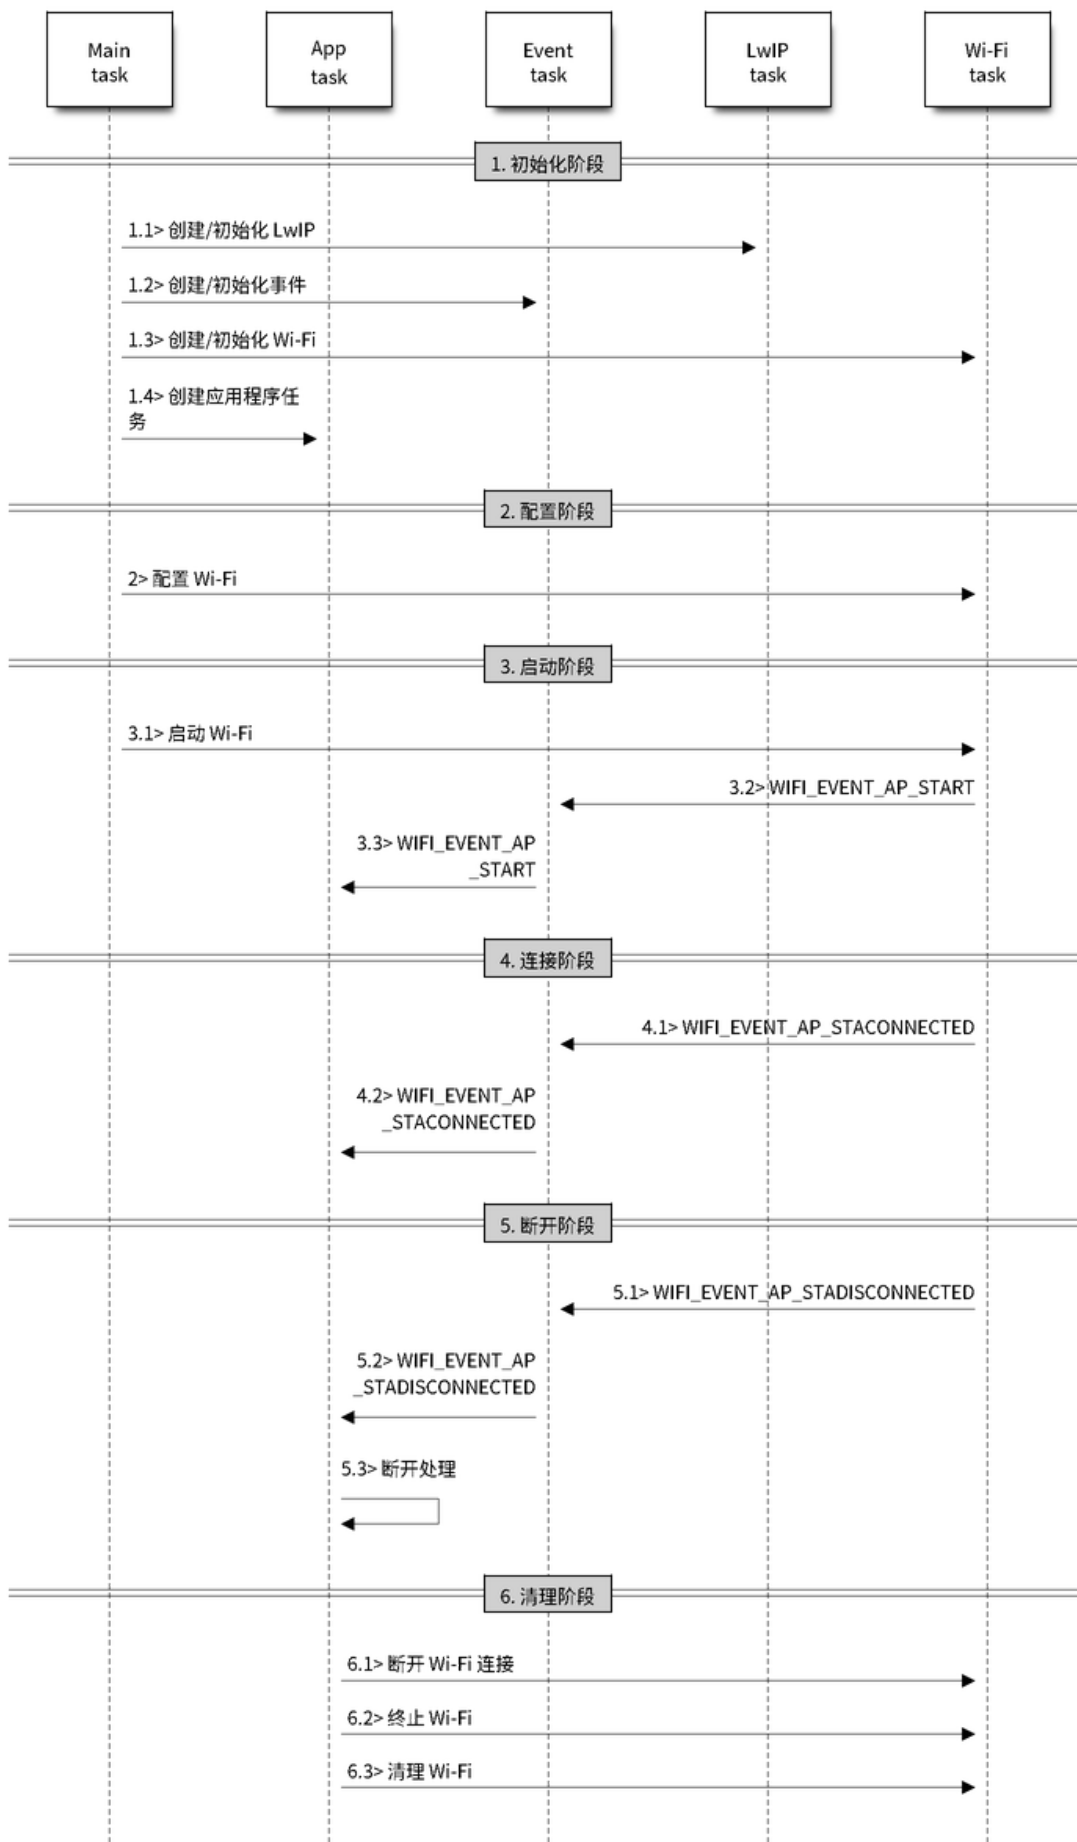 Main
task
App
task
Event
task
LwIP
task
Wi-Fi
task
1. 初始化阶段
1.1> 创建/初始化 LwIP
1.2> 创建/初始化事件
1.3> 创建/初始化 Wi-Fi
1.4> 创建应用程序任
务
2. 配置阶段
2> 配置 Wi-Fi
3. 启动阶段
3.1> 启动 Wi-Fi
3.2> WIFI_EVENT_AP_START
3.3> WIFI_EVENT_AP
_START
4. 连接阶段
4.1> WIFI_EVENT_AP_STACONNECTED
4.2> WIFI_EVENT_AP
_STACONNECTED
5. 断开阶段
5.1> WIFI_EVENT_AP_STADISCONNECTED
5.2> WIFI_EVENT_AP
_STADISCONNECTED
5.3> 断开处理
6. 清理阶段
6.1> 断开 Wi-Fi 连接
6.2> 终止 Wi-Fi
6.3> 清理 Wi-Fi